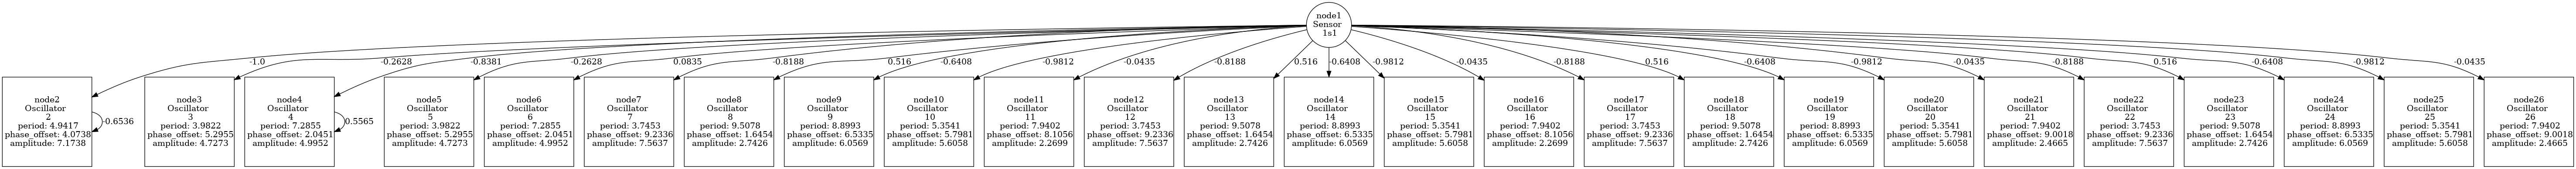 node1
Sensor
1s1
-1.0
-0.2628
-0.8381
-0.2628
0.0835
-0.8188
0.516
-0.6408
-0.9812
-0.0435
-0.8188
0.516
-0.6408
-0.9812
-0.0435
-0.8188
0.516
-0.6408
-0.9812
-0.0435
-0.8188
0.516
-0.6408
-0.9812
-0.0435
node2
Oscillator
2
period: 4.9417
phase_offset: 4.0738
amplitude: 7.1738
-0.6536
node3
Oscillator
3
period: 3.9822
phase_offset: 5.2955
amplitude: 4.7273
node4
Oscillator
4
period: 7.2855
phase_offset: 2.0451
amplitude: 4.9952
0.5565
node5
Oscillator
5
period: 3.9822
phase_offset: 5.2955
amplitude: 4.7273
node6
Oscillator
6
period: 7.2855
phase_offset: 2.0451
amplitude: 4.9952
node7
Oscillator
7
period: 3.7453
phase_offset: 9.2336
amplitude: 7.5637
node8
Oscillator
8
period: 9.5078
phase_offset: 1.6454
amplitude: 2.7426
node9
Oscillator
9
period: 8.8993
phase_offset: 6.5335
amplitude: 6.0569
node10
Oscillator
10
period: 5.3541
phase_offset: 5.7981
amplitude: 5.6058
node11
Oscillator
11
period: 7.9402
phase_offset: 8.1056
amplitude: 2.2699
node12
Oscillator
12
period: 3.7453
phase_offset: 9.2336
amplitude: 7.5637
node13
Oscillator
13
period: 9.5078
phase_offset: 1.6454
amplitude: 2.7426
node14
Oscillator
14
period: 8.8993
phase_offset: 6.5335
amplitude: 6.0569
node15
Oscillator
15
period: 5.3541
phase_offset: 5.7981
amplitude: 5.6058
node16
Oscillator
16
period: 7.9402
phase_offset: 8.1056
amplitude: 2.2699
node17
Oscillator
17
period: 3.7453
phase_offset: 9.2336
amplitude: 7.5637
node18
Oscillator
18
period: 9.5078
phase_offset: 1.6454
amplitude: 2.7426
node19
Oscillator
19
period: 8.8993
phase_offset: 6.5335
amplitude: 6.0569
node20
Oscillator
20
period: 5.3541
phase_offset: 5.7981
amplitude: 5.6058
node21
Oscillator
21
period: 7.9402
phase_offset: 9.0018
amplitude: 2.4665
node22
Oscillator
22
period: 3.7453
phase_offset: 9.2336
amplitude: 7.5637
node23
Oscillator
23
period: 9.5078
phase_offset: 1.6454
amplitude: 2.7426
node24
Oscillator
24
period: 8.8993
phase_offset: 6.5335
amplitude: 6.0569
node25
Oscillator
25
period: 5.3541
phase_offset: 5.7981
amplitude: 5.6058
node26
Oscillator
26
period: 7.9402
phase_offset: 9.0018
amplitude: 2.4665